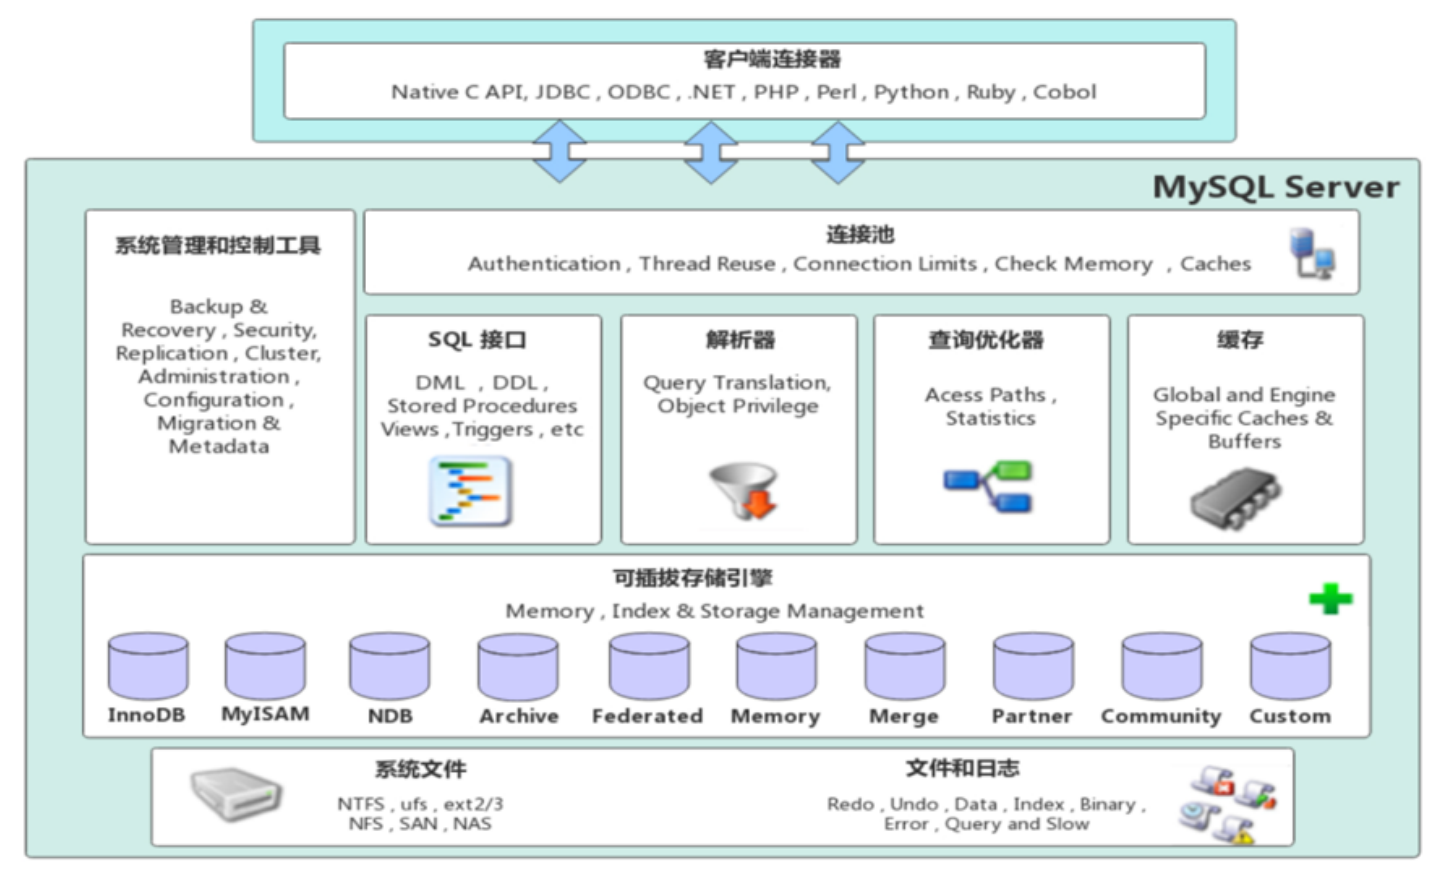 客户端连接器
Native C API, JDBC , ODBC , .NET , PHP , Perl , Python , Ruby , Cobol
MySQL Server
系统管理和控制工具
Backup &
Recovery , Security,
Replication , Cluster,
Administration ,
Configuration ,
Migration &
Metadata
连接池
Authentication , Thread Reuse , Connection Limits , Check Memory , Caches
SQL 接口
DML , DDL ,
Stored Procedures
Views ,Triggers , etc
解析器
Query Translation,
Object Privilege
查询优化器
Acess Paths ,
Statistics
缓存
Global and Engine
Specific Caches &
Buffers
可插拔存储引擎
Memory , Index & Storage Management
InnoDB
MyISAM
NDB
Archive
Federated
Memory
Merge
Partner
Community
Custom
系统文件
NTFS , ufs , ext2/3
NFS , SAN , NAS
文件和日志
Redo , Undo , Data , Index , Binary ,
Error , Query and Slow